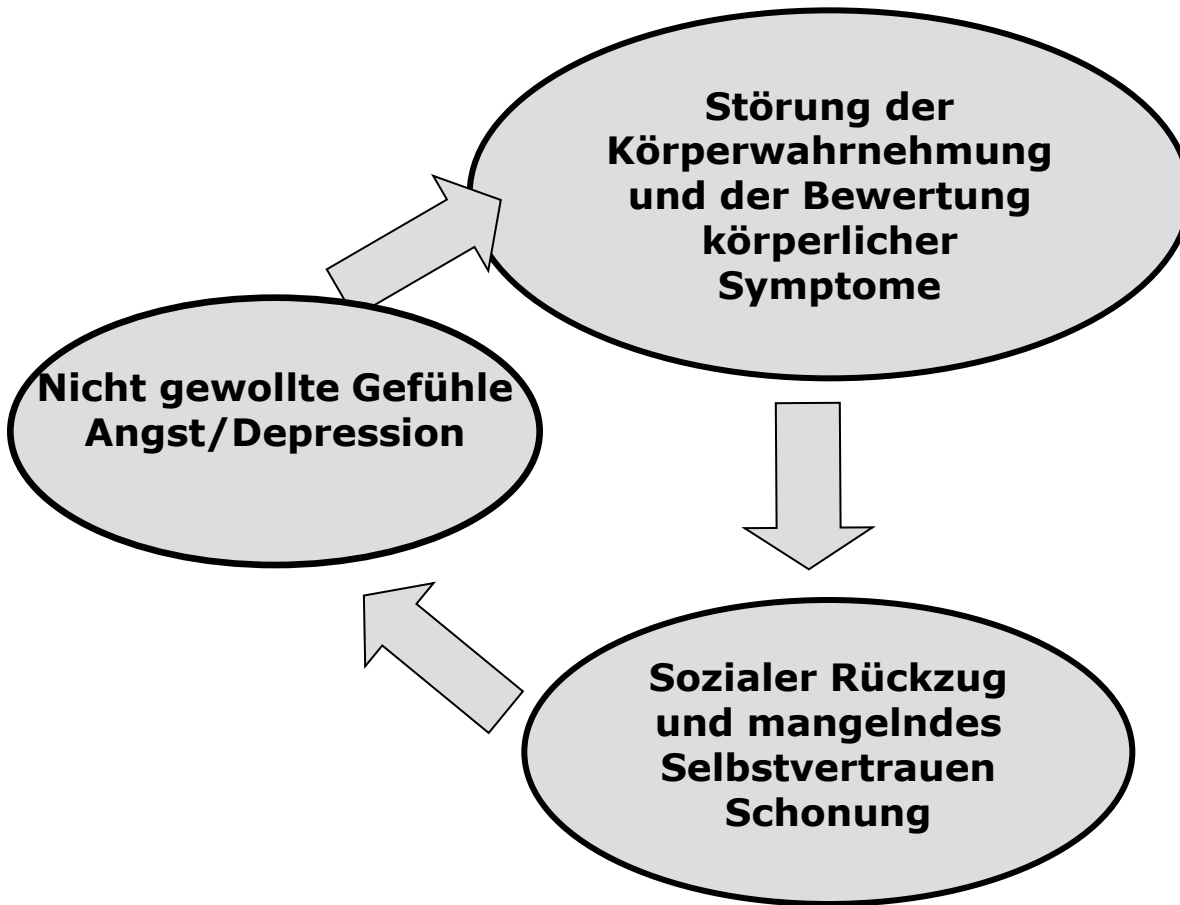 Störung der
Körperwahrnehmung
und der Bewertung
körperlicher
Symptome
Nicht gewollte Gefühle
Angst/Depression
Sozialer Rückzug
und mangelndes
Selbstvertrauen
Schonung